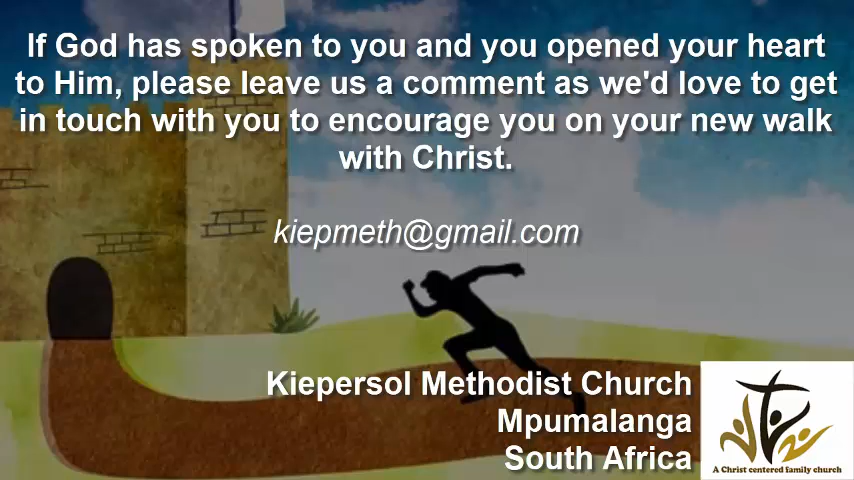 If God has spoken to you and you opened your heart
to Him, please leave us a comment as we'd love to get
in touch with you to encourage you on your new walk
with Christ.
kiepmeth@gmail.com
Kiepersol Methodist Church
Mpumalanga
South Africa
A Christ centered family church